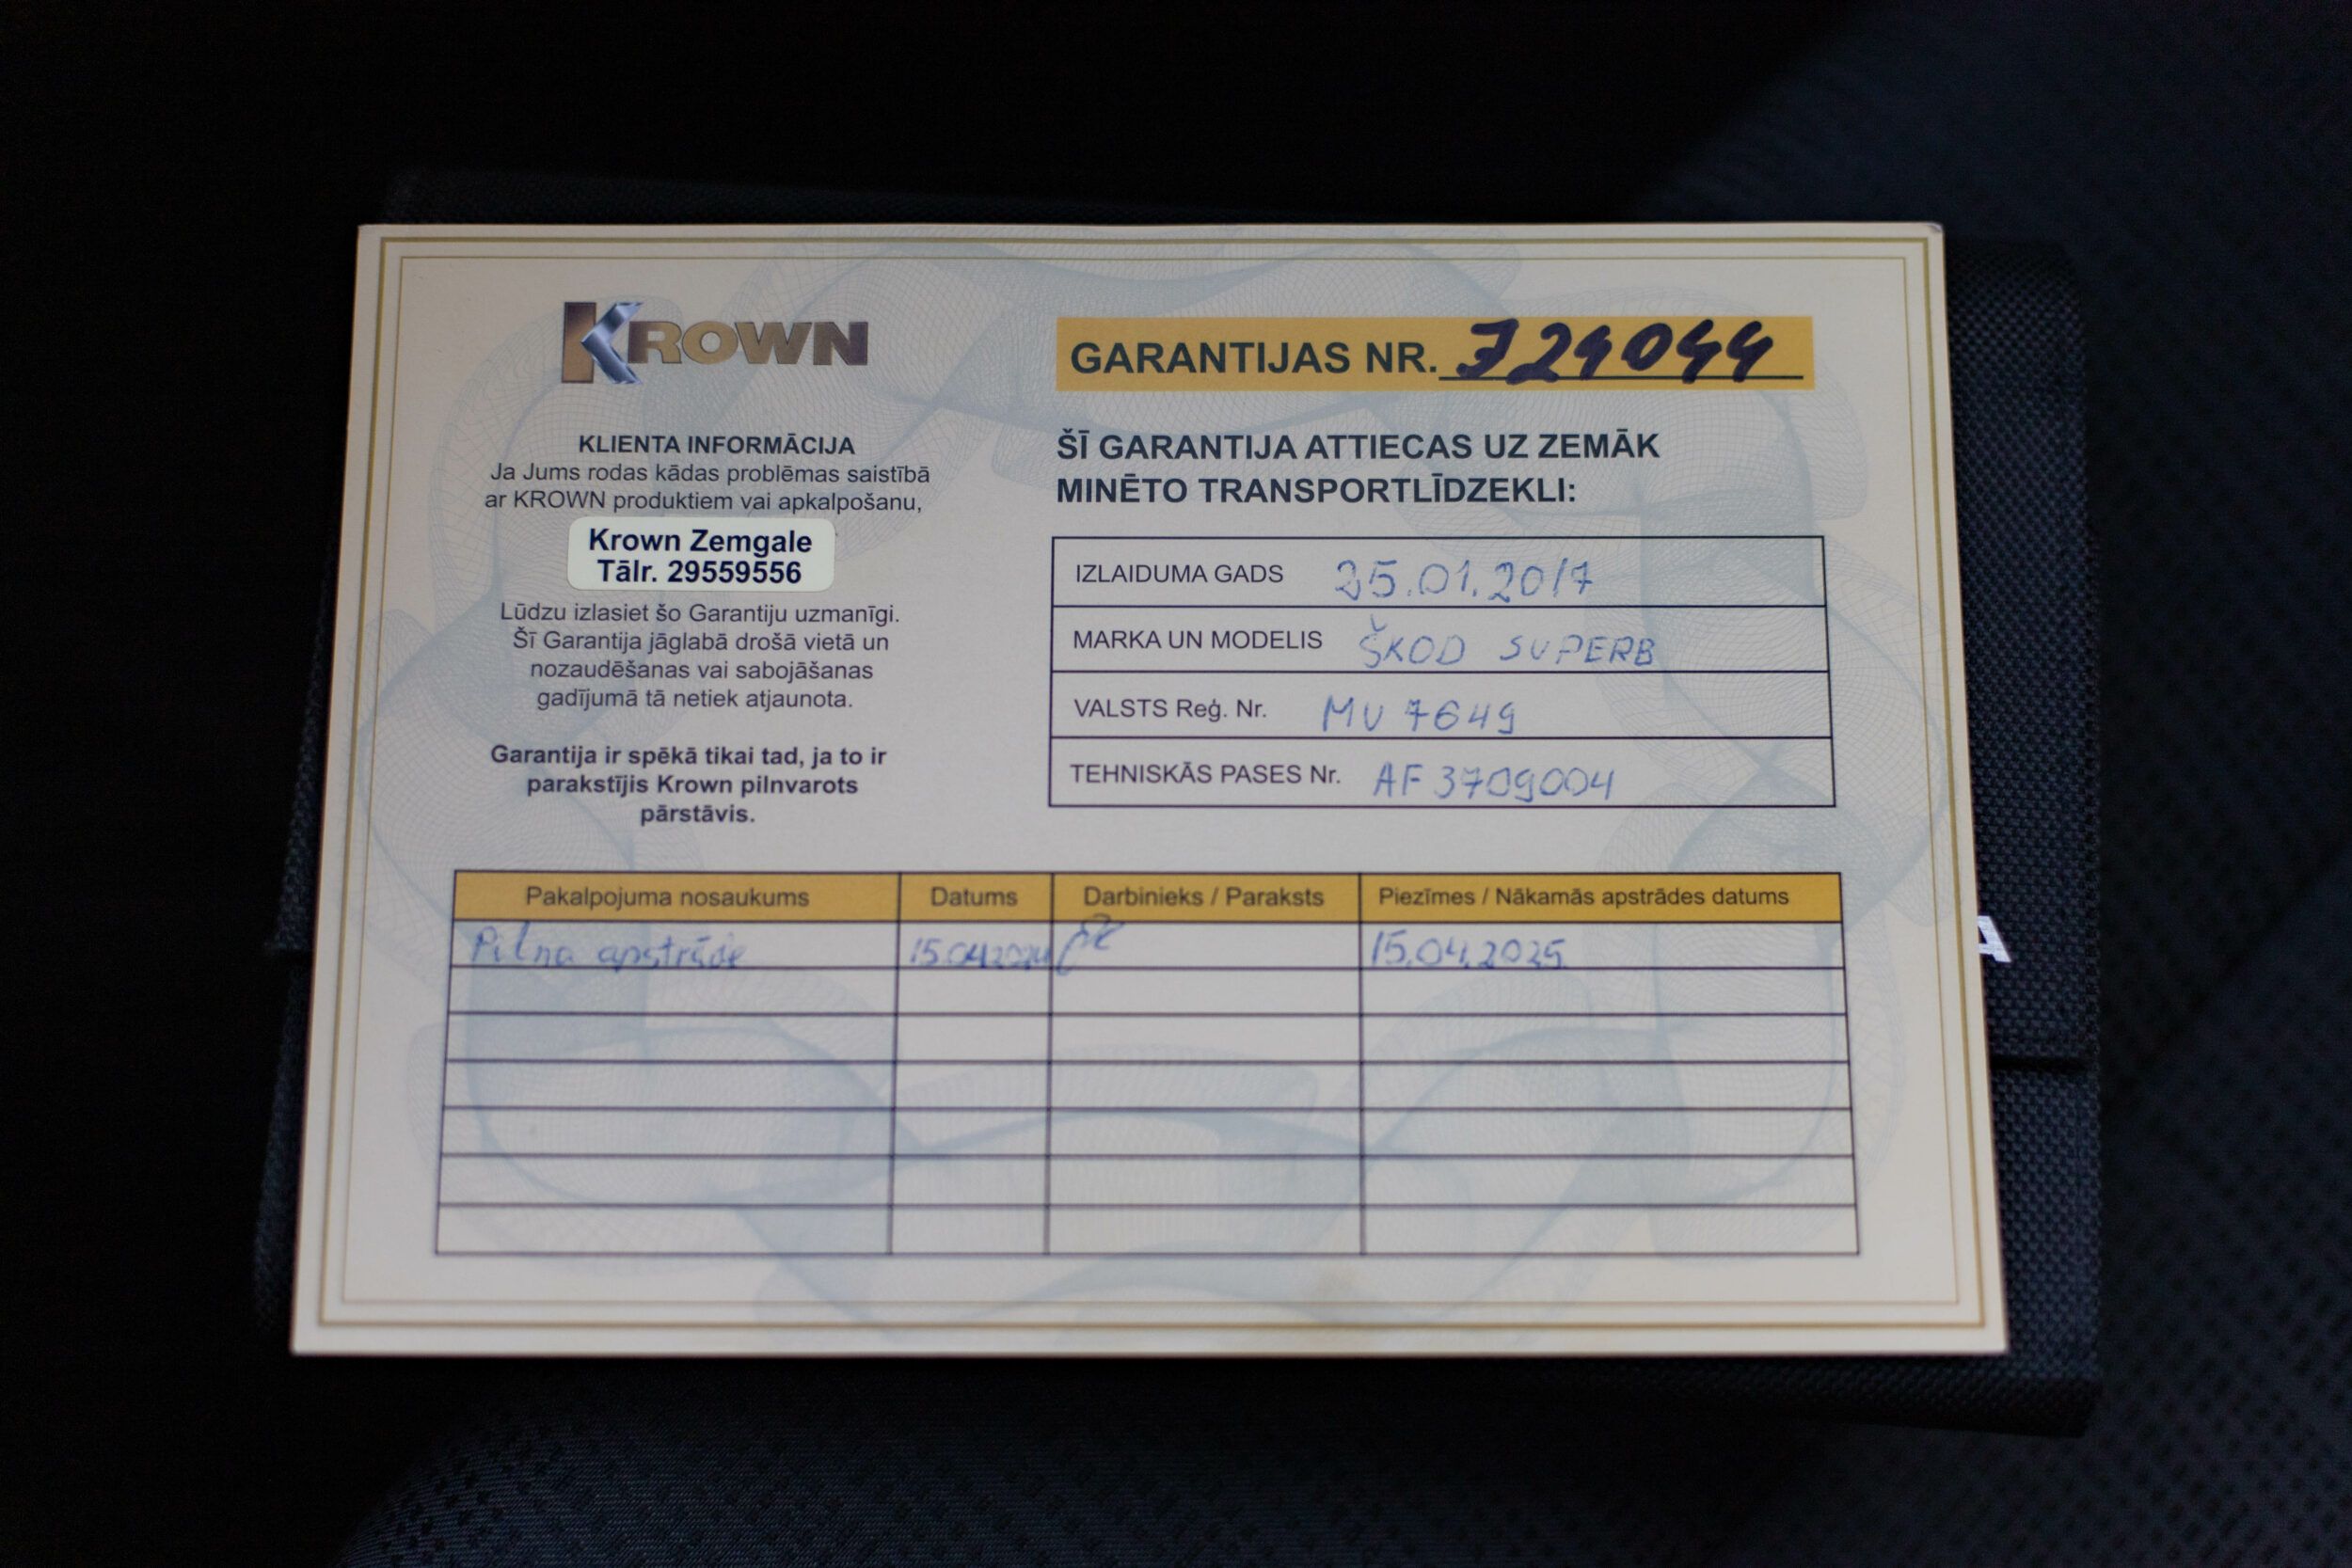 KROWN
GARANTIJAS NR. 729044
KLIENTA INFORMĀCIJA
Ja Jums rodas kādas problēmas saistībā
ar KROWN produktiem vai apkalpošanu,
Krown Zemgale
Tālr. 29559556
Lūdzu izlasiet šo Garantiju uzmanīgi.
Šī Garantija jāglabā drošā vietā un
nozaudēšanas vai sabojāšanas
gadījumā tā netiek atjaunota.
Garantija ir spēkā tikai tad, ja to ir
parakstījis Krown pilnvarots
pārstāvis.
ŠĪ GARANTIJA ATTIECAS UZ ZEMĀK
MINĒTO TRANSPORTLĪDZEKLI:
IZLAIDUMA GADS 25.01.2017
MARKA UN MODELIS ŠKOD SUPERB
VALSTS Reģ. Nr. MU 7649
TEHNISKĀS PASES Nr. AF 3709004
Pakalpojuma nosaukums Datums Darbinieks / Paraksts Piezīmes / Nākamās apstrādes datums
Pilna apstrāde 15.04.2024 15.04.2025
A